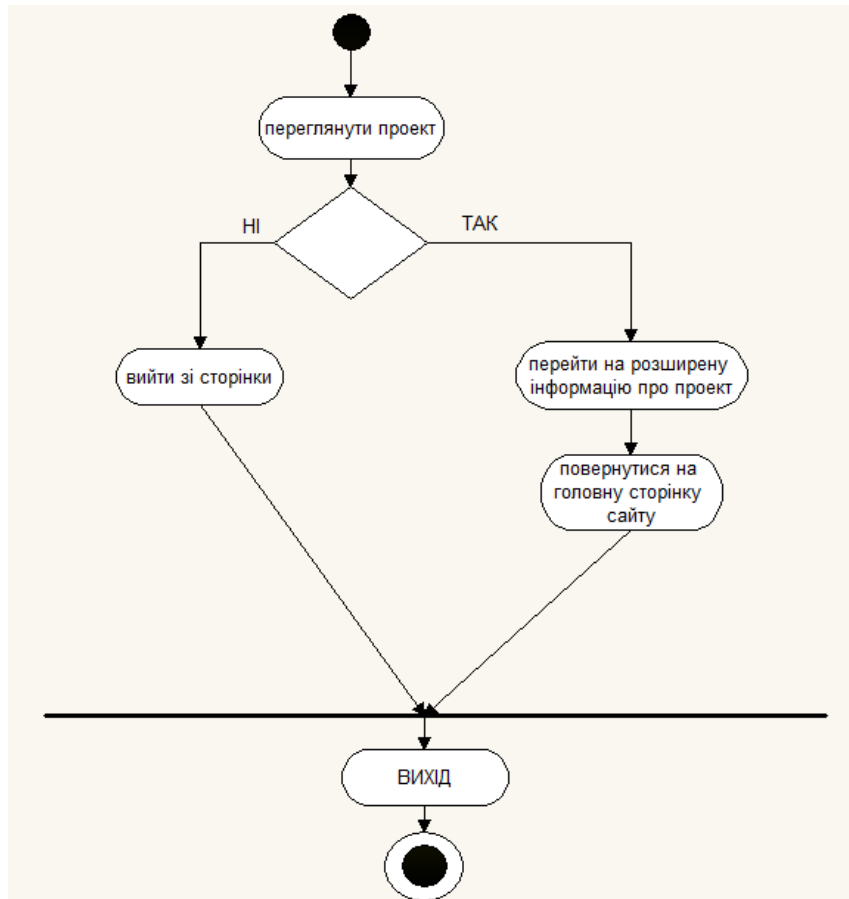 переглянути проект
НІ
ТАК
вийти зі сторінки
перейти на розширену
інформацію про проект
повернутися на
головну сторінку
сайту
ВИХІД